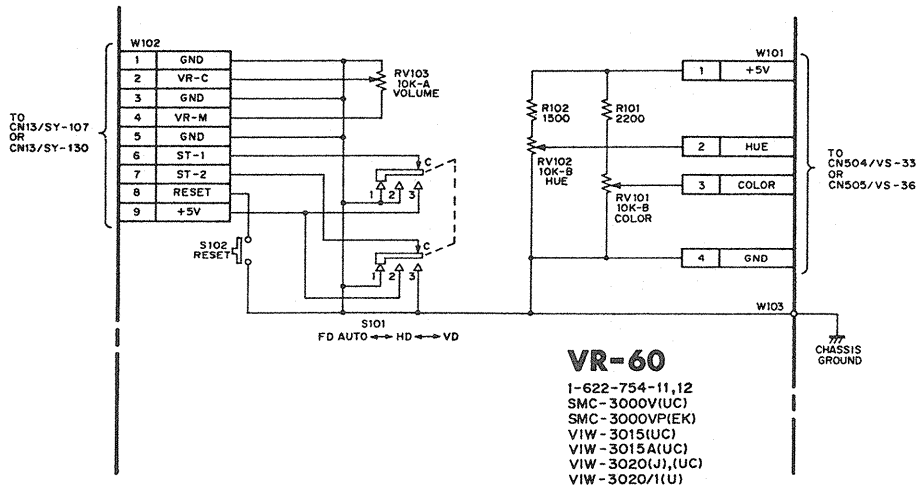 W102
1 GND
2 VR-C
3 GND
4 VR-M
5 GND
6 ST-1
7 ST-2
8 RESET
9 +5V
TO
CN13/SY-107
OR
CN13/SY-130
RV103
10K-A
VOLUME
S102
RESET
C
1 2 3
C
1 2 3
S101
FD AUTO ↔ HD ↔ VD
R102
1500
R101
2200
RV102
10K-B
HUE
RV101
10K-B
COLOR
W101
1 +5V
2 HUE
3 COLOR
4 GND
TO
CN504/VS-33
OR
CN505/VS-36
W103
CHASSIS
GROUND
VR-60
1-622-754-11,12
SMC-3000V(UC)
SMC-3000VP(EK)
VIW-3015(UC)
VIW-3015A(UC)
VIW-3020(J),(UC)
VIW-3020/1(U)